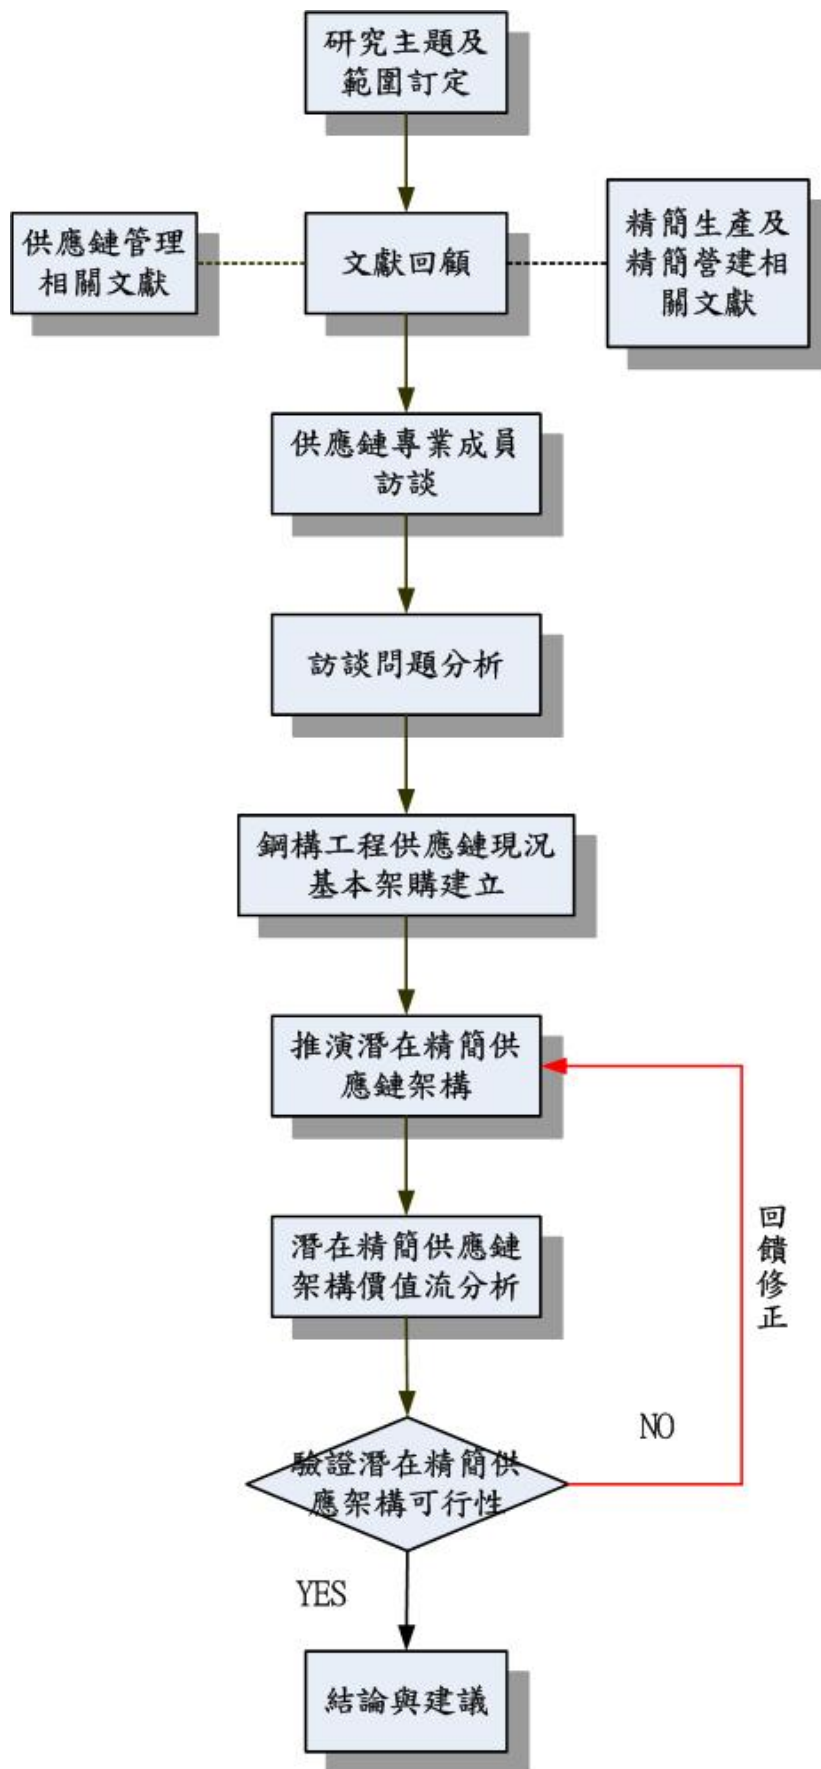 研究主題及
範圍訂定
供應鏈管理
相關文獻
文獻回顧
精簡生產及
精簡營建相
關文獻
供應鏈專業成員
訪談
訪談問題分析
鋼構工程供應鏈現況
基本架購建立
推演潛在精簡供
應鏈架構
潛在精簡供應鏈
架構價值流分析
回饋修正
驗證潛在精簡供
應架構可行性
NO
YES
結論與建議